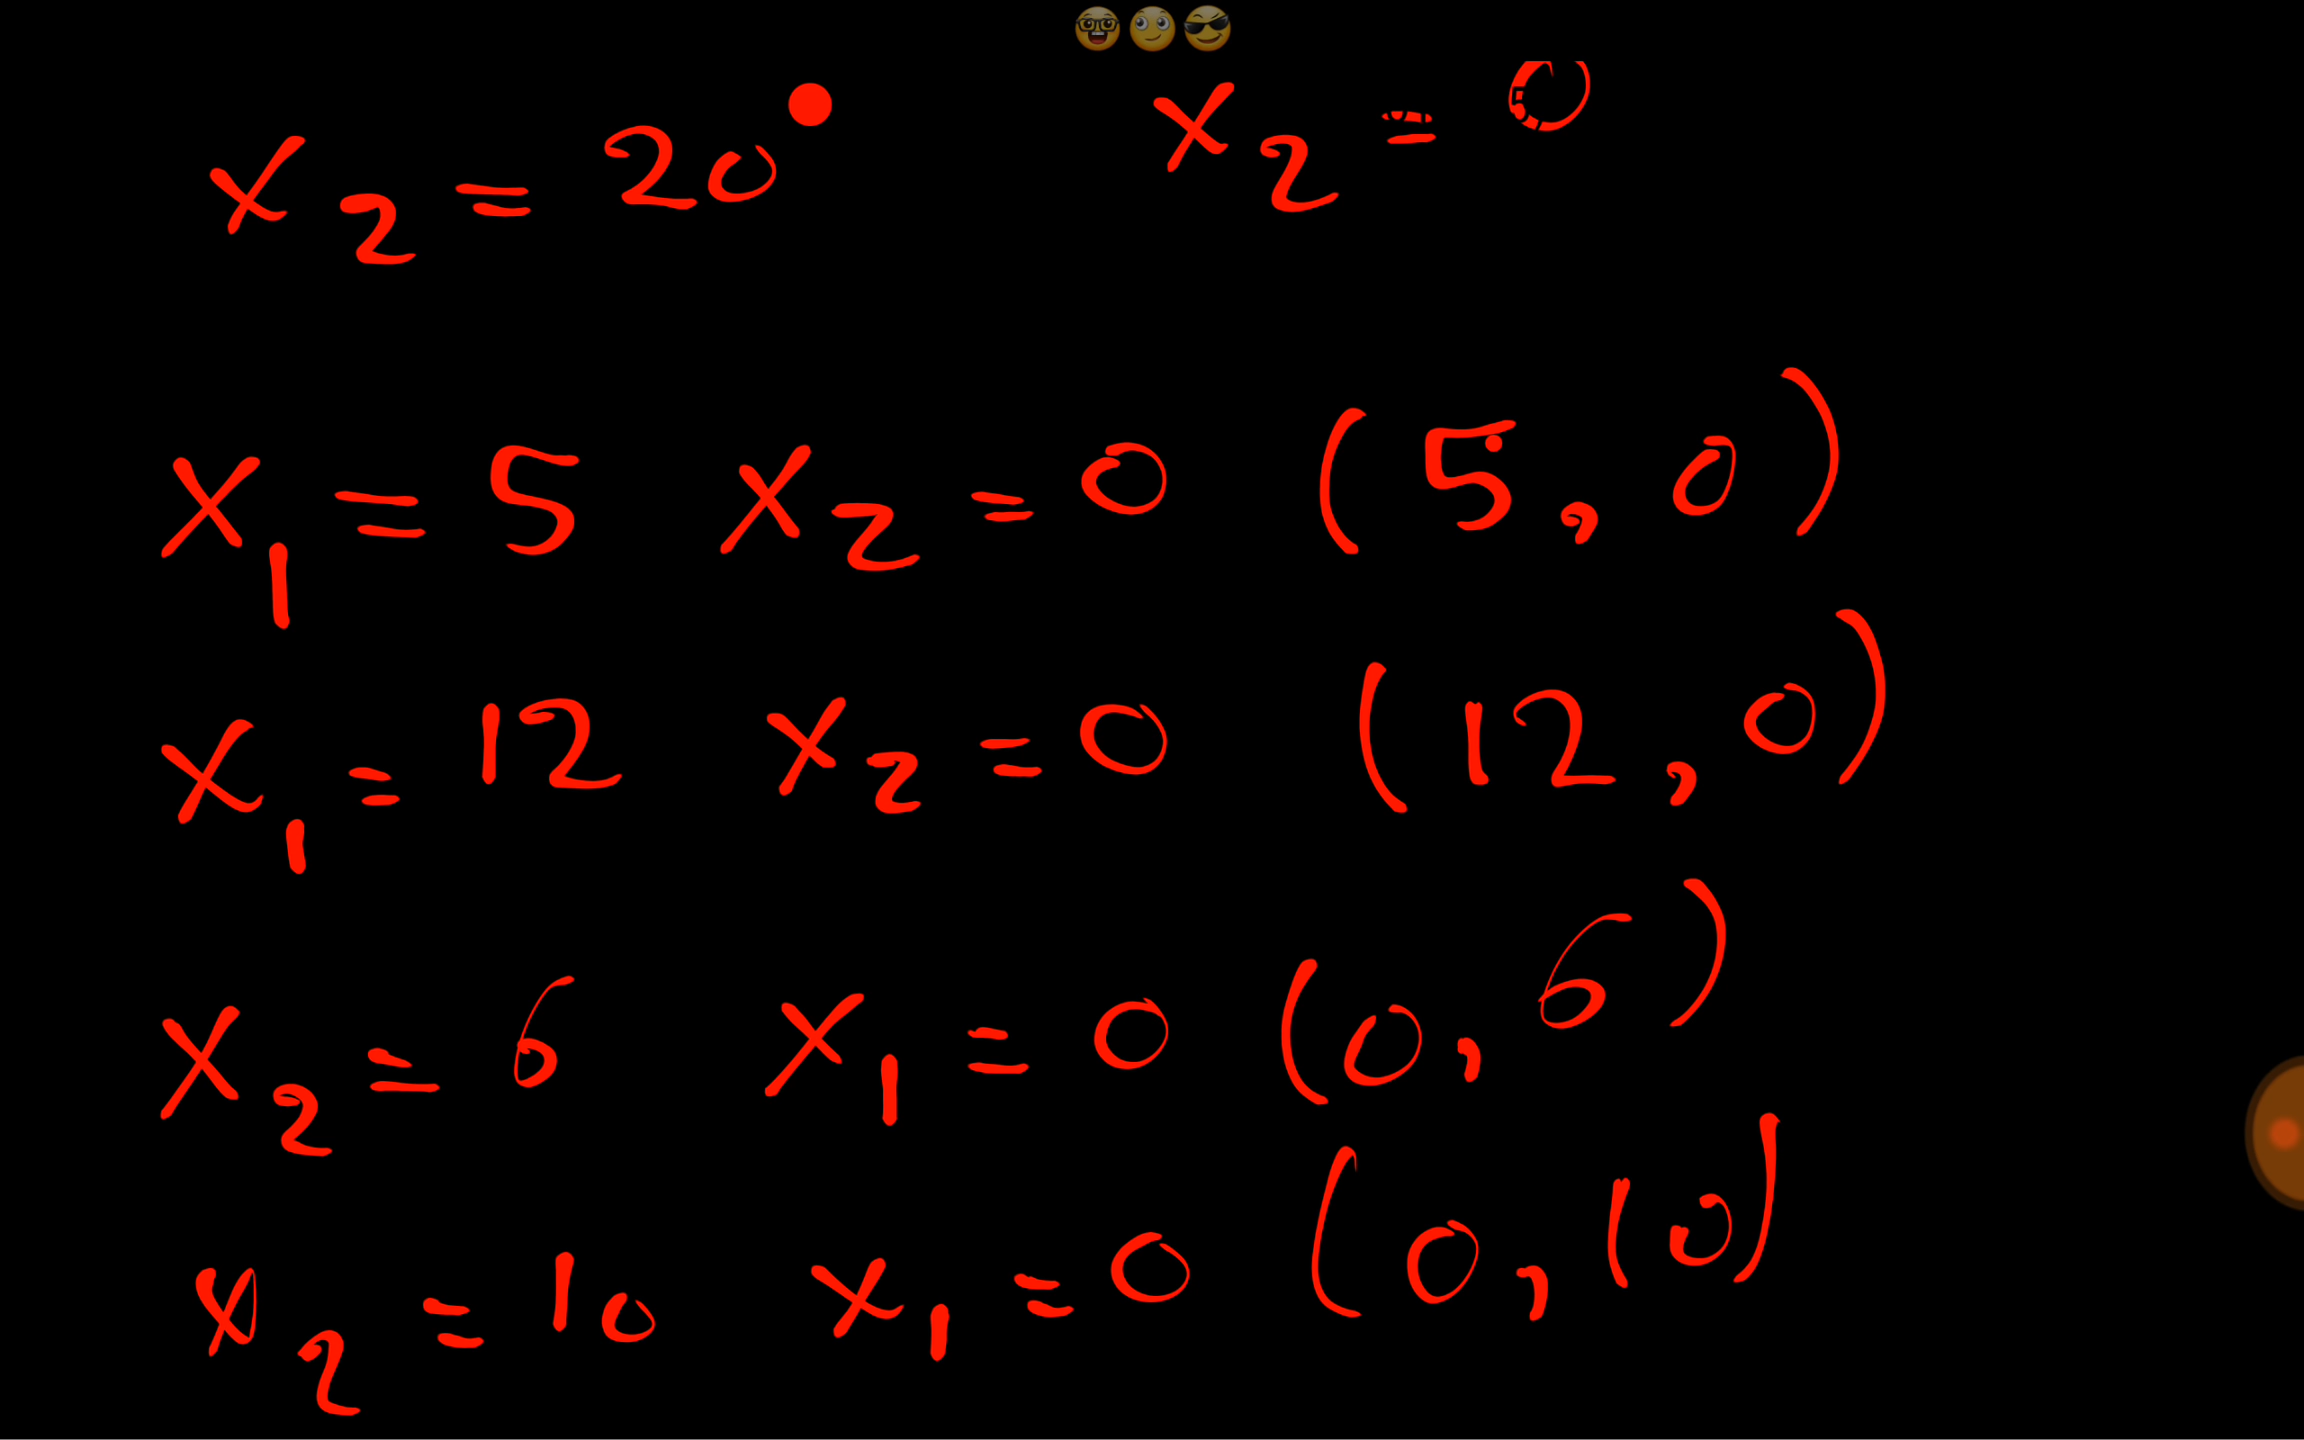 x₂ = 20 x₂ = 0
x₁ = 5 x₂ = 0 (5, 0)
x₁ = 12 x₂ = 0 (12, 0)
x₂ = 6 x₁ = 0 (0, 6)
x₂ = 10 x₁ = 0 (0, 10)